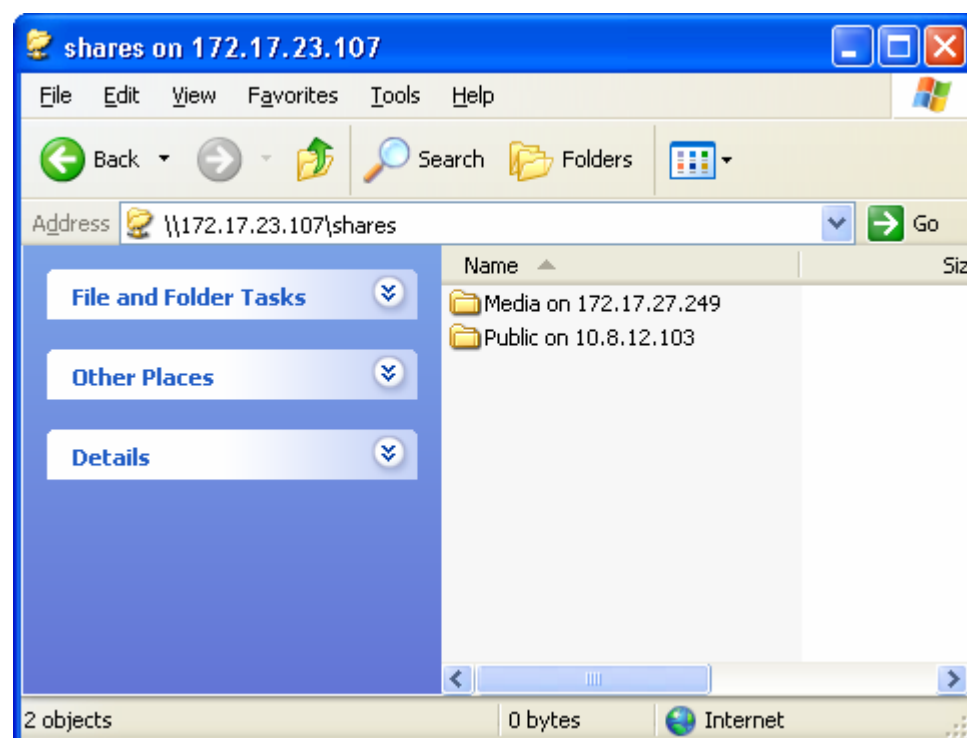 shares on 172.17.23.107
File Edit View Favorites Tools Help
Back Search Folders
Address \\172.17.23.107\shares Go
Name Siz
File and Folder Tasks
Media on 172.17.27.249
Public on 10.8.12.103
Other Places
Details
2 objects 0 bytes Internet